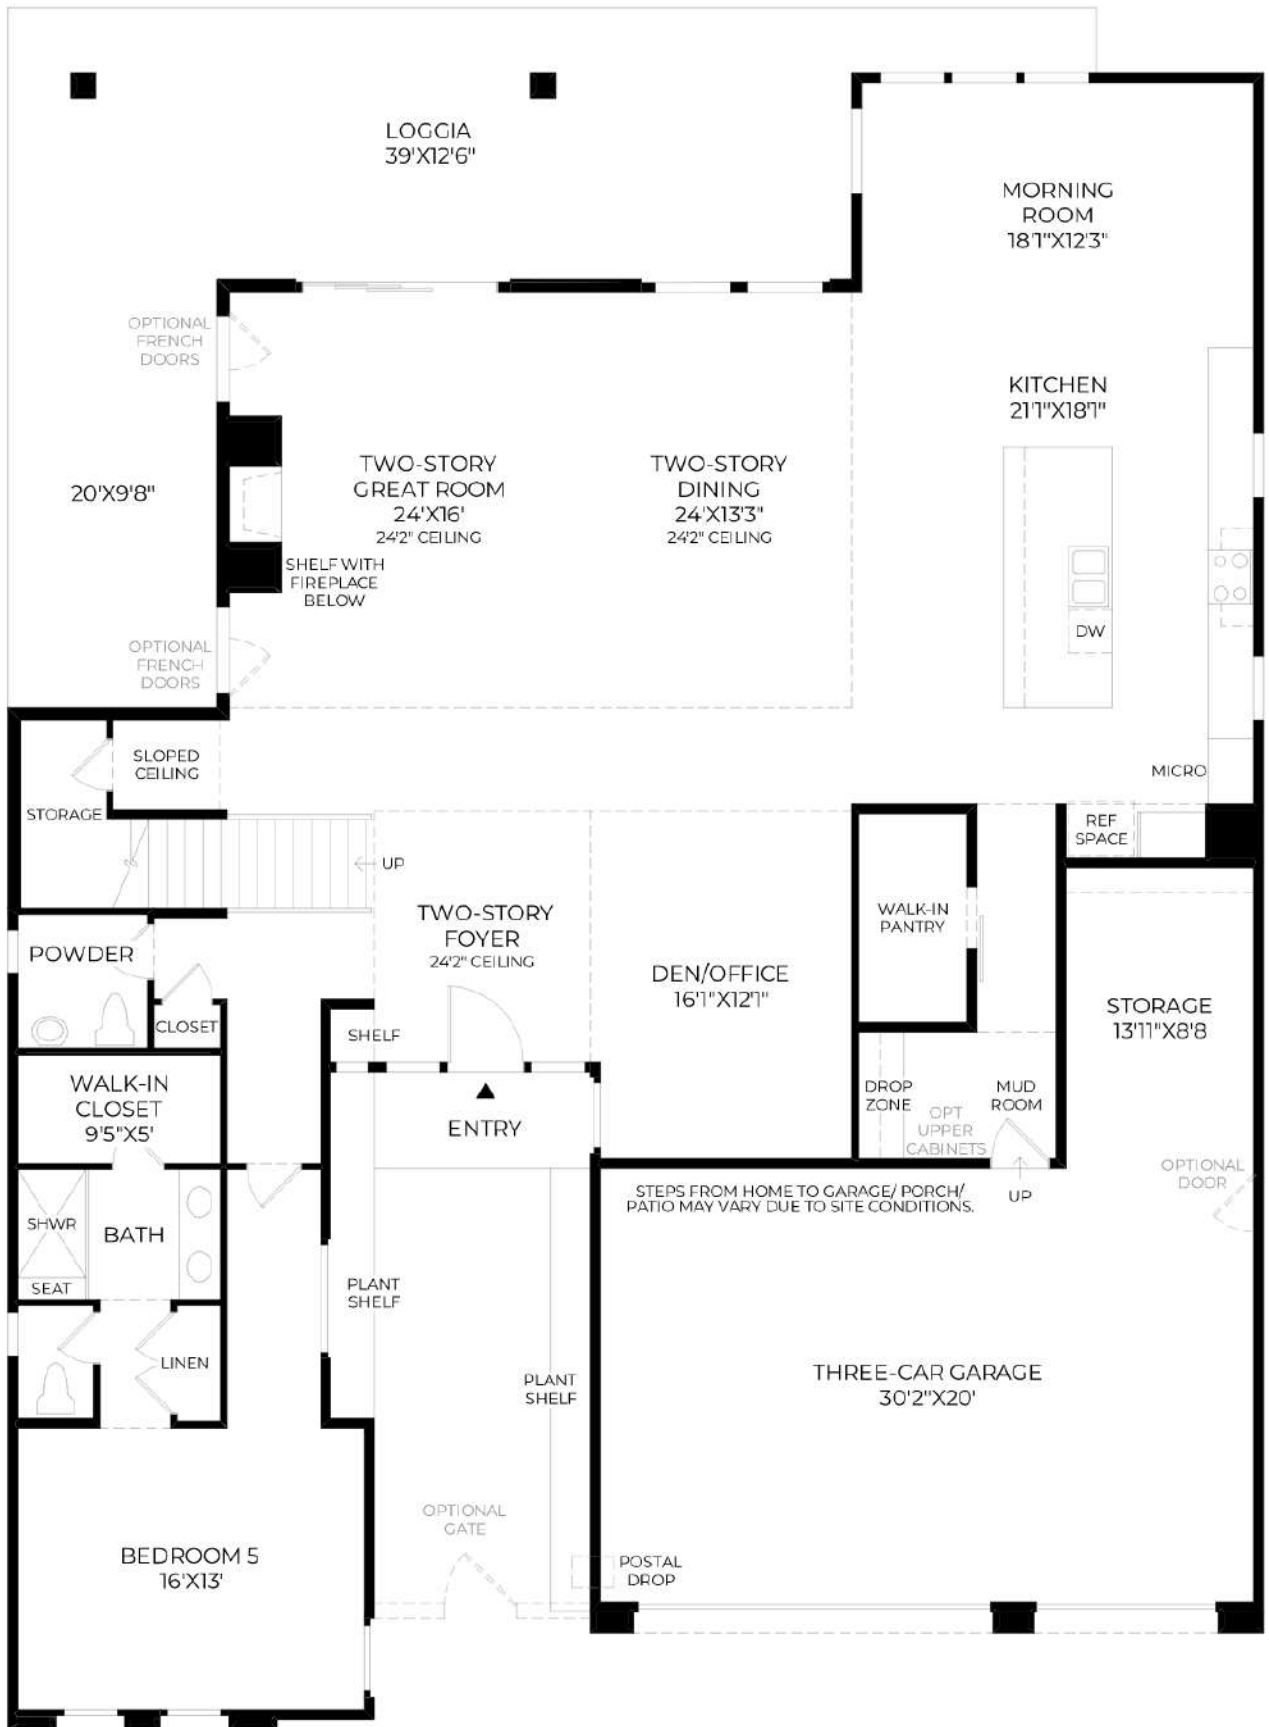 LOGGIA
39'X12'6"
MORNING
ROOM
18'1"X12'3"
OPTIONAL
FRENCH
DOORS
KITCHEN
21'1"X18'1"
20'X9'8"
TWO-STORY
GREAT ROOM
24'X16'
24'2" CEILING
TWO-STORY
DINING
24'X13'3"
24'2" CEILING
SHELF WITH
FIREPLACE
BELOW
DW
OPTIONAL
FRENCH
DOORS
SLOPED
CEILING
MICRO
STORAGE
REF
SPACE
UP
TWO-STORY
FOYER
24'2" CEILING
WALK-IN
PANTRY
POWDER
DEN/OFFICE
16'1"X12'1"
STORAGE
13'11"X8'8
CLOSET
SHELF
WALK-IN
CLOSET
9'5"X5'
ENTRY
DROP
ZONE
OPT
UPPER
CABINETS
MUD
ROOM
OPTIONAL
DOOR
STEPS FROM HOME TO GARAGE/ PORCH/
PATIO MAY VARY DUE TO SITE CONDITIONS.
UP
SHWR
BATH
SEAT
PLANT
SHELF
LINEN
PLANT
SHELF
THREE-CAR GARAGE
30'2"X20'
OPTIONAL
GATE
BEDROOM 5
16'X13'
POSTAL
DROP